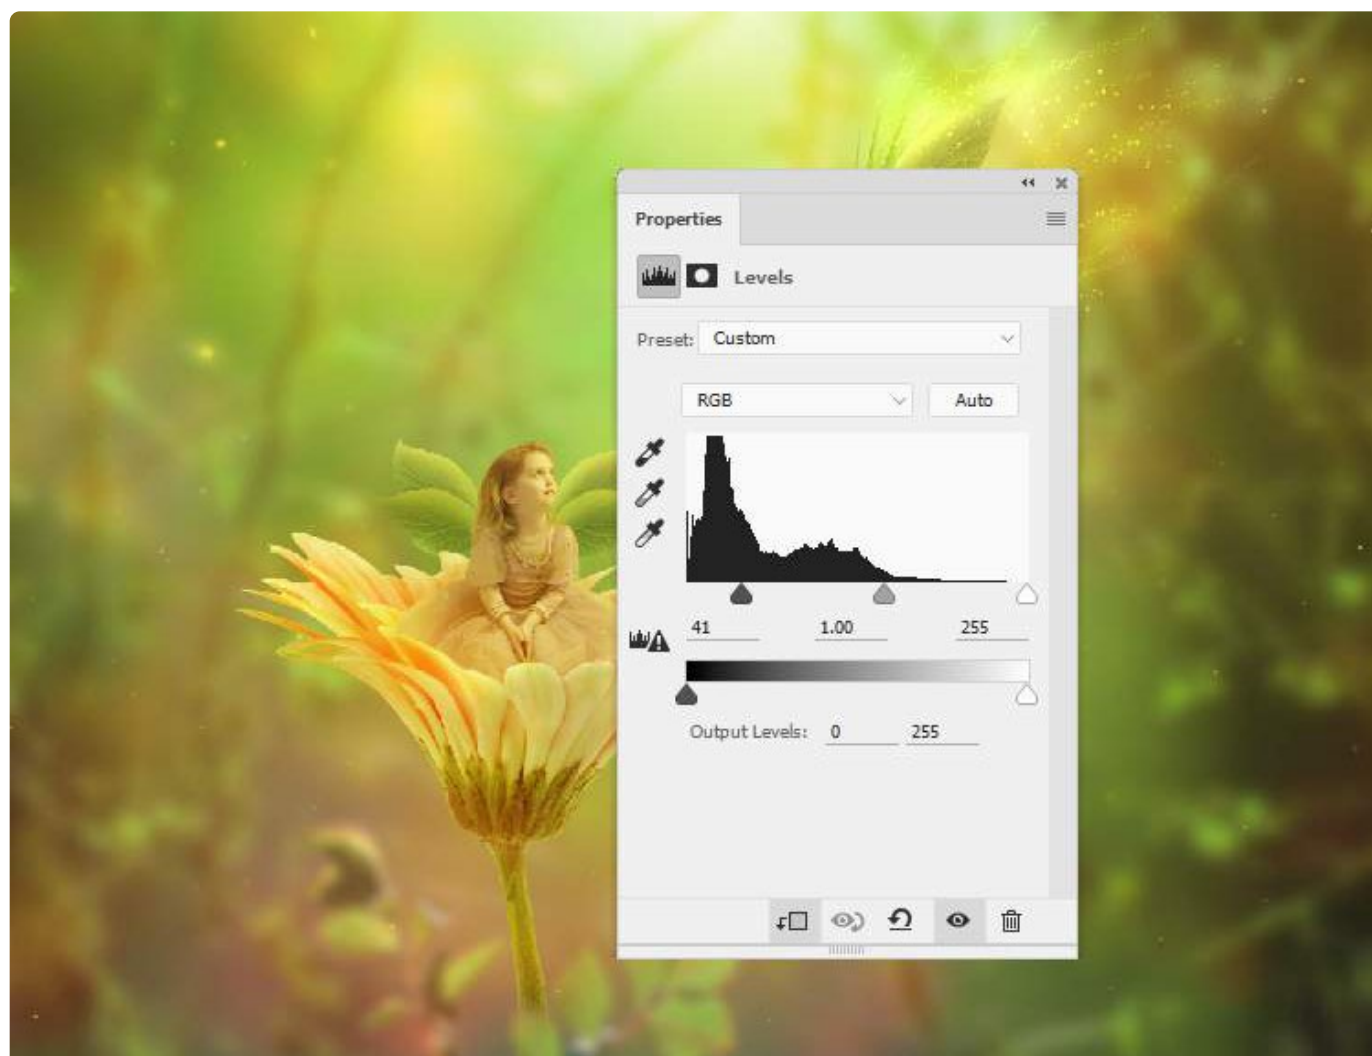 Properties
Levels
Preset: Custom
RGB Auto
41 1.00 255
Output Levels: 0 255